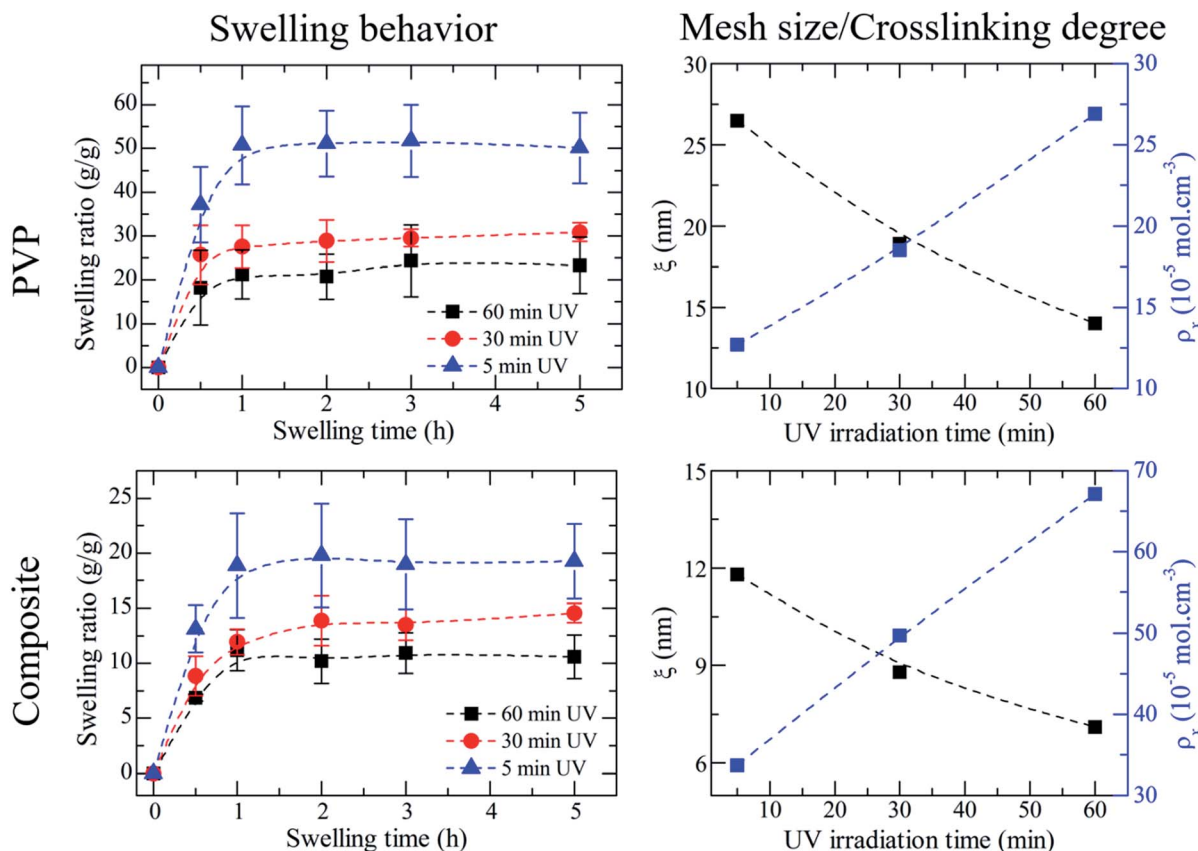 Swelling behavior
Mesh size/Crosslinking degree
PVP
Swelling ratio (g/g)
60
50
40
30
20
10
0
60 min UV
30 min UV
5 min UV
0 1 2 3 4 5
Swelling time (h)
ξ (nm)
30
25
20
15
10
10 20 30 40 50 60
UV irradiation time (min)
30
25
20
15
10
ρx (10-5 mol.cm-3)
Composite
Swelling ratio (g/g)
25
20
15
10
5
0
60 min UV
30 min UV
5 min UV
0 1 2 3 4 5
Swelling time (h)
ξ (nm)
15
12
9
6
10 20 30 40 50 60
UV irradiation time (min)
70
60
50
40
30
ρx (10-5 mol.cm-3)